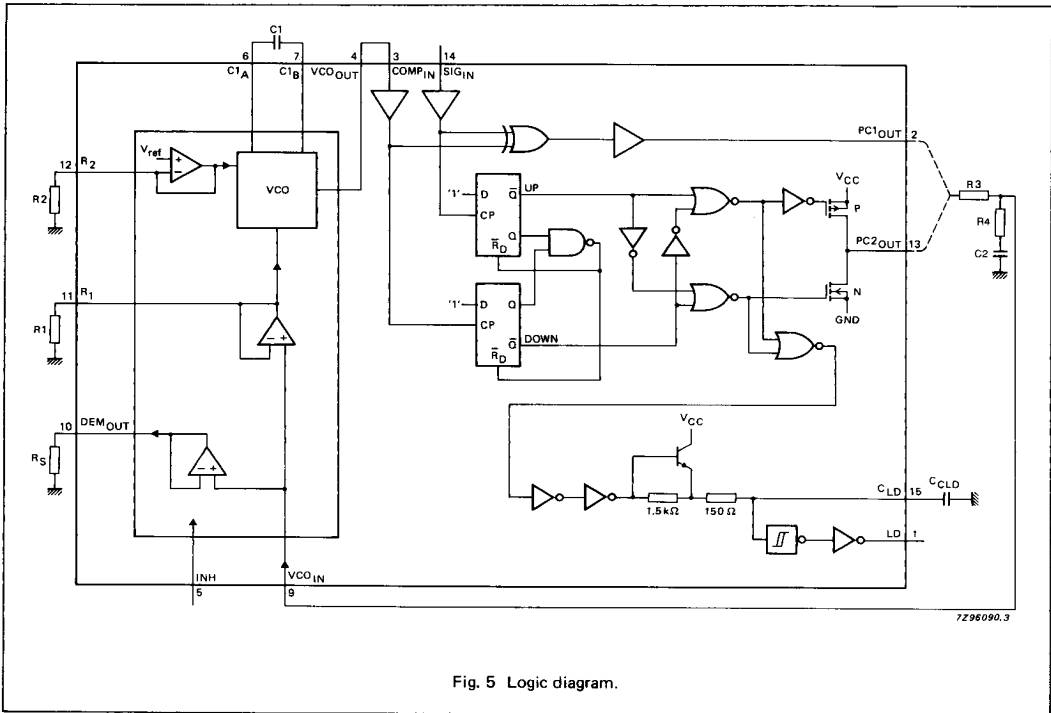 C1
6 7 4 3 14
C1A C1B VCOOUT COMPIN SIGIN
Vref
+
−
12 R2
R2
VCO
PC1OUT 2
'1' D Q̅ UP
CP
Q
R̅D
VCC
P
R3
R4
C2
PC2OUT 13
11 R1
R1
− +
'1' D Q
CP
Q̅ DOWN
R̅D
N
GND
10 DEMOUT
RS
− +
VCC
1.5kΩ 150Ω
CLD 15 CCLD
LD 1
INH
5
VCOIN
9
7Z96090.3
Fig. 5 Logic diagram.